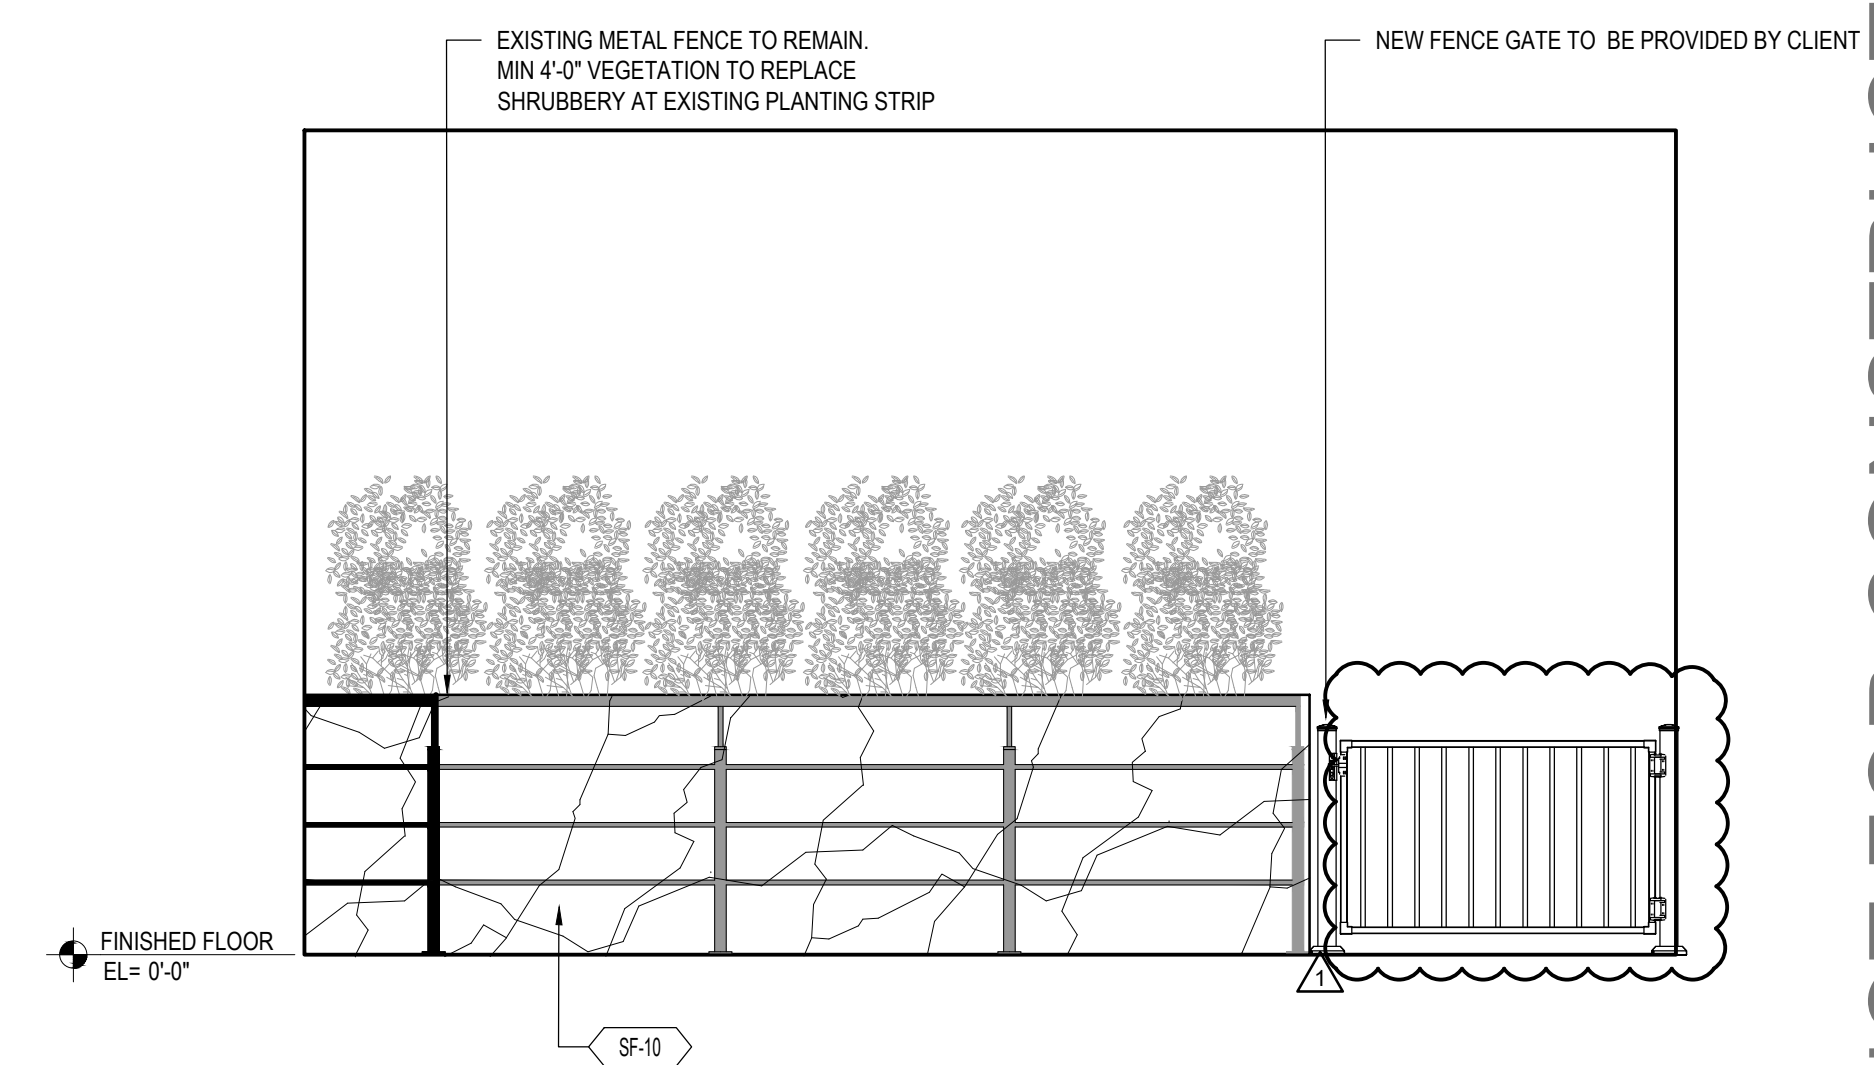 EXISTING METAL FENCE TO REMAIN.
MIN 4'-0" VEGETATION TO REPLACE
SHRUBBERY AT EXISTING PLANTING STRIP
NEW FENCE GATE TO BE PROVIDED BY CLIENT
FINISHED FLOOR
EL= 0'-0"
1
SF-10